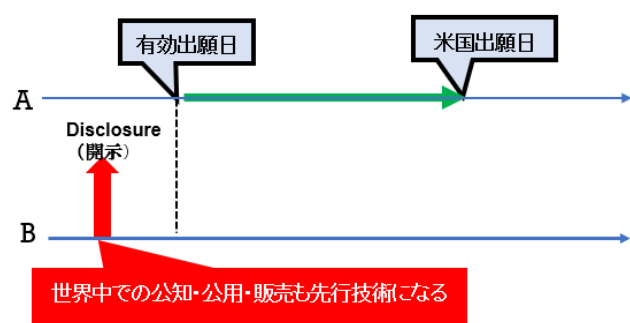 有効出願日
米国出願日
A
Disclosure
（開示）
B
世界中での公知・公用・販売も先行技術になる